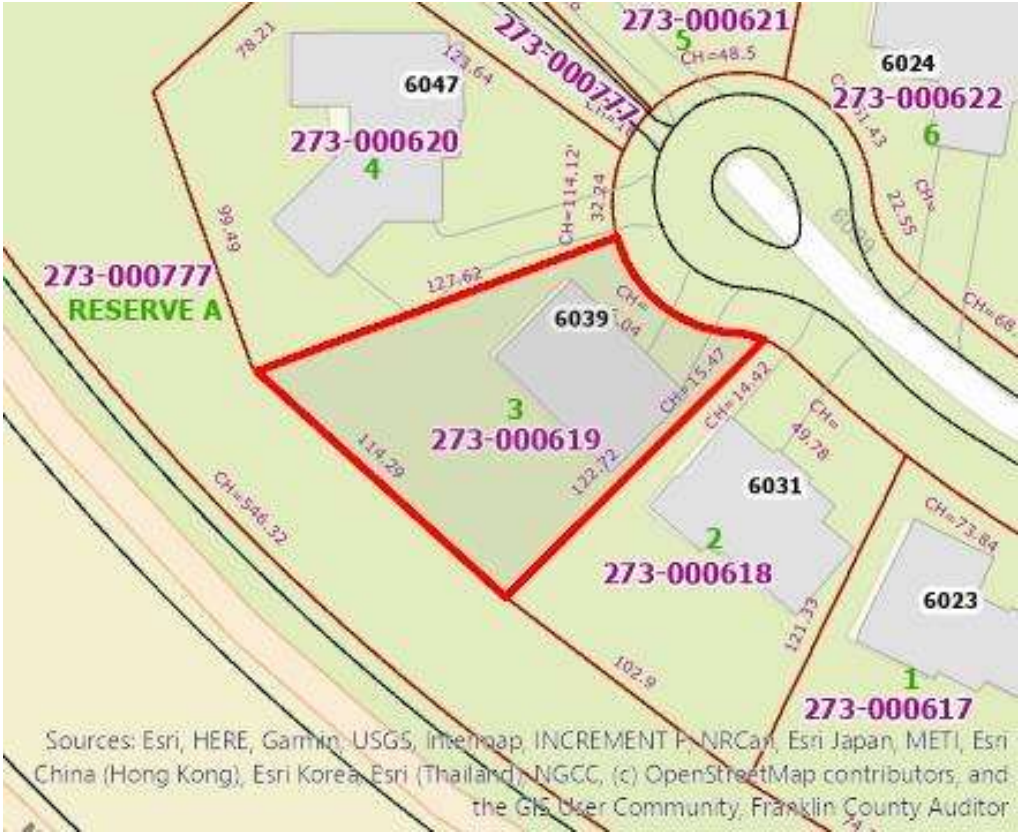 273-000621
5
CH=48.5
78.21
6047
123.64
273-000777
6024
273-000622
6
273-000620
4
CH=114.12'
32.24
CH=
22.55
99.49
273-000777
RESERVE A
127.62
6039
CH=
CH=68.
CH=15.47
CH=14.42
3
273-000619
114.29
122.72
CH=
49.78
6031
CH=546.32
2
273-000618
CH=73.84
6023
121.33
102.9
1
273-000617
Sources: Esri, HERE, Garmin, USGS, Intermap, INCREMENT P, NRCan, Esri Japan, METI, Esri
China (Hong Kong), Esri Korea, Esri (Thailand), NGCC, (c) OpenStreetMap contributors, and
the GIS User Community, Franklin County Auditor